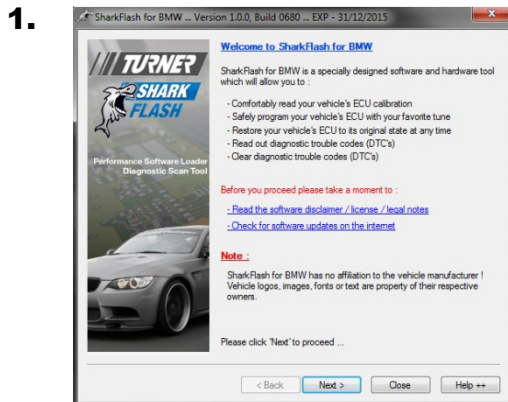 1.
SharkFlash for BMW ... Version 1.0.0, Build 0680 ... EXP - 31/12/2015
TURNER
SHARK
FLASH
Performance Software Loader
Diagnostic Scan Tool
Welcome to SharkFlash for BMW
SharkFlash for BMW is a specially designed software and hardware tool
which will allow you to :
- Comfortably read your vehicle's ECU calibration
- Safely program your vehicle's ECU with your favorite tune
- Restore your vehicle's ECU to its original state at any time
- Read out diagnostic trouble codes (DTC's)
- Clear diagnostic trouble codes (DTC's)
Before you proceed please take a moment to :
- Read the software disclaimer / license / legal notes
- Check for software updates on the internet
Note :
SharkFlash for BMW has no affiliation to the vehicle manufacturer !
Vehicle logos, images, fonts or text are property of their respective
owners.
Please click 'Next' to proceed ...
< Back
Next >
Close
Help ++